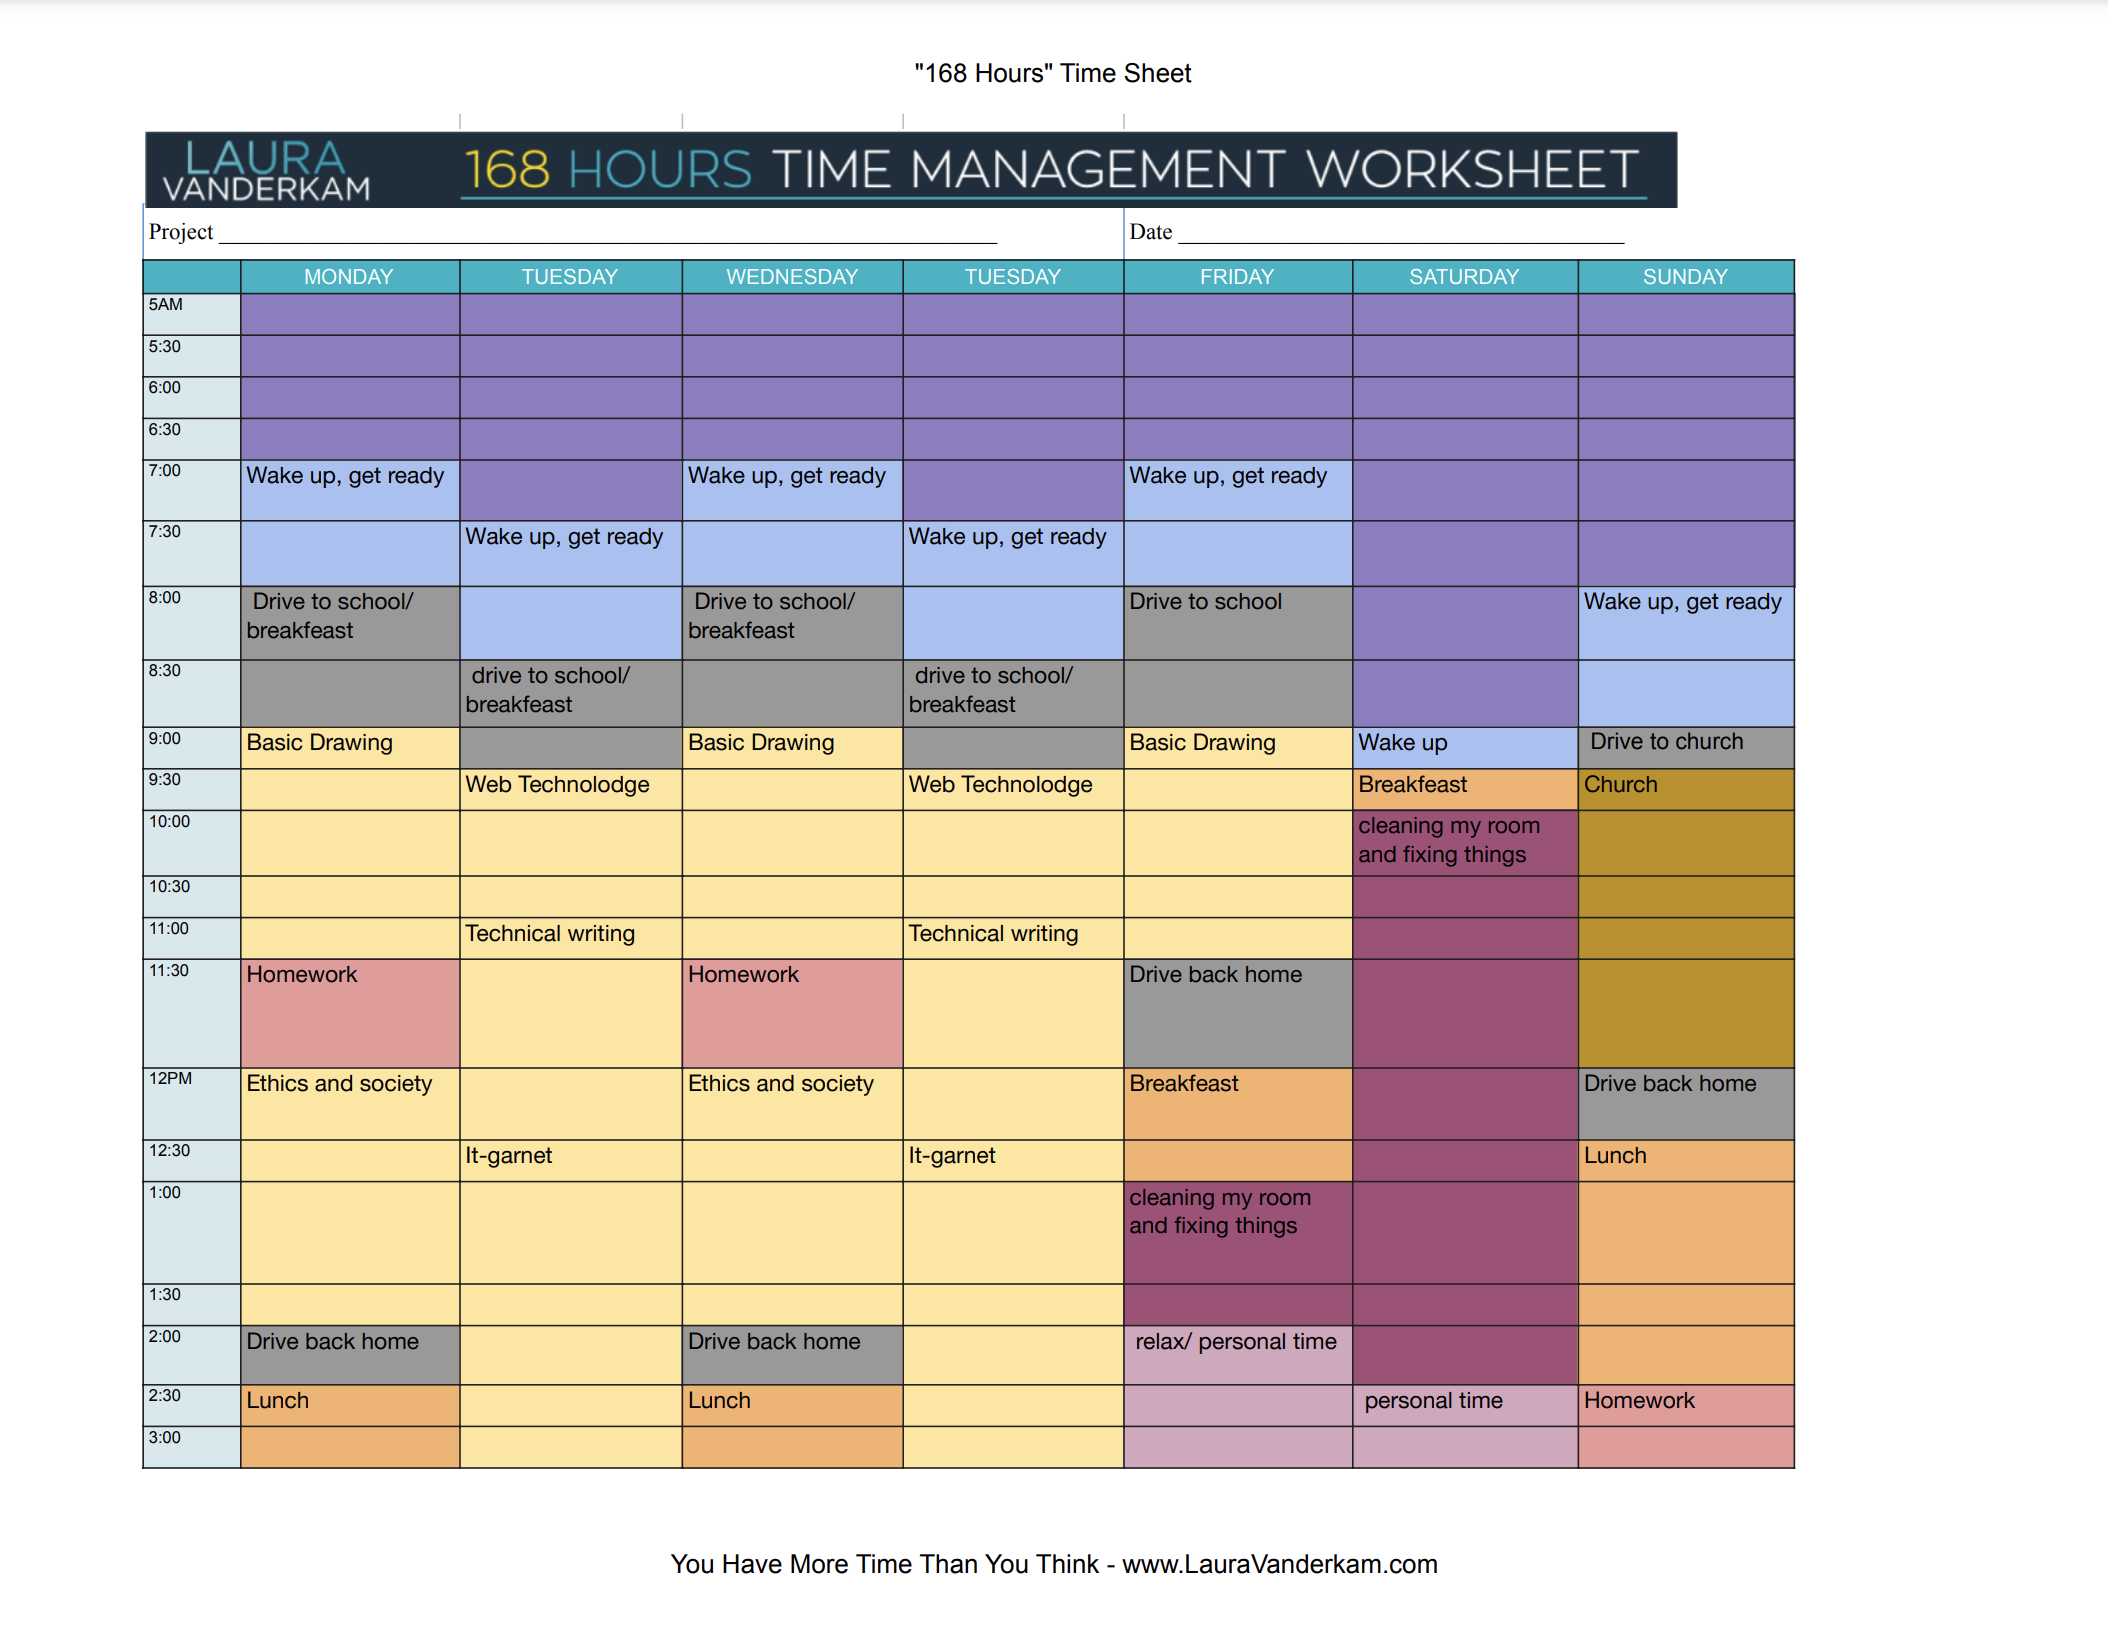 "168 Hours" Time Sheet
LAURA
VANDERKAM
168 HOURS TIME MANAGEMENT WORKSHEET
Project
Date
MONDAY TUESDAY WEDNESDAY TUESDAY FRIDAY SATURDAY SUNDAY
5AM
5:30
6:00
6:30
7:00 Wake up, get ready Wake up, get ready Wake up, get ready
7:30 Wake up, get ready Wake up, get ready
8:00 Drive to school/ Drive to school/ Drive to school Wake up, get ready
breakfeast breakfeast
8:30 drive to school/ drive to school/
breakfeast breakfeast
9:00 Basic Drawing Basic Drawing Basic Drawing Wake up Drive to church
9:30 Web Technolodge Web Technolodge Breakfeast Church
10:00 cleaning my room
and fixing things
10:30
11:00 Technical writing Technical writing
11:30 Homework Homework Drive back home
12PM Ethics and society Ethics and society Breakfeast Drive back home
12:30 It-garnet It-garnet Lunch
1:00 cleaning my room
and fixing things
1:30
2:00 Drive back home Drive back home relax/ personal time
2:30 Lunch Lunch personal time Homework
3:00
You Have More Time Than You Think - www.LauraVanderkam.com